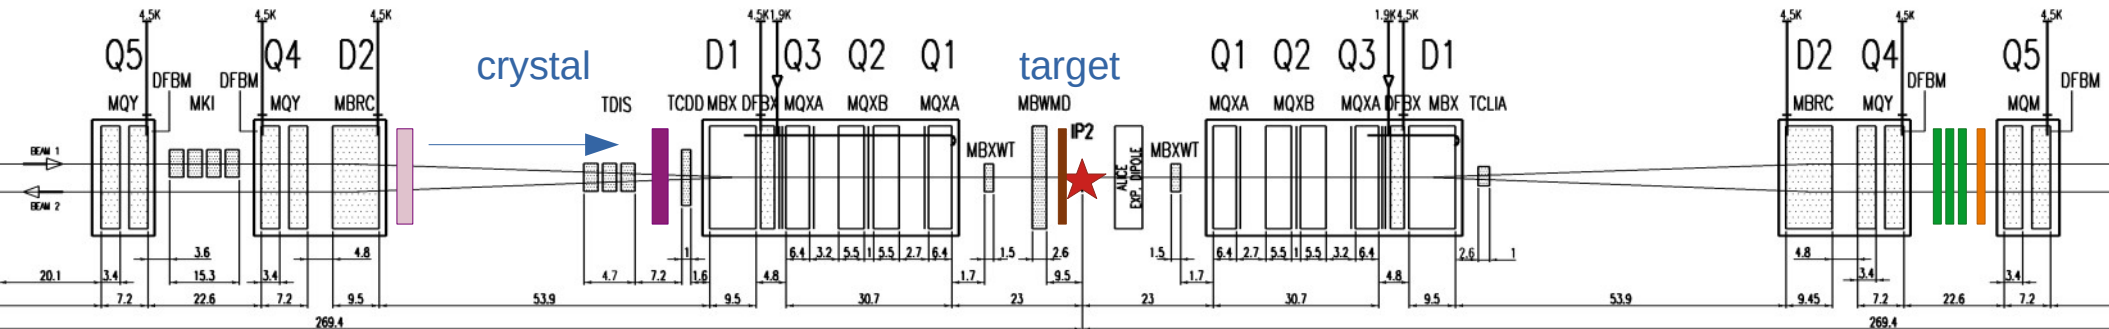 4.5K 4.5K 4.5K 4.5K 1.9K 1.9K 4.5K 4.5K 4.5K 4.5K
Q5 Q4 D2 crystal D1 Q3 Q2 Q1 target Q1 Q2 Q3 D1 D2 Q4 Q5
DFBM DFBM DFBM DFBM
MQY MKI MQY MBRC TDIS TCDD MBX DFBX MQXA MQXB MQXA MBWMD MQXA MQXB MQXA DFBX MBX TCLIA MBRC MQY MQM
IP2
BEAM 1 MBXWT MBXWT
ALICE
EXP. DIPOLE
BEAM 2
3.6 4.8 1 6.4 3.2 5.5 1 5.5 2.7 6.4 1.5 2.6 1.5 6.4 2.7 5.5 1 5.5 3.2 6.4 2.6 1 4.8
20.1 3.4 15.3 3.4 4.7 7.2 1.6 4.8 1.7 9.5 1.7 4.8 3.4 3.4
7.2 22.6 7.2 9.5 53.9 9.5 30.7 23 23 30.7 9.5 53.9 9.45 7.2 22.6 7.2
269.4 269.4